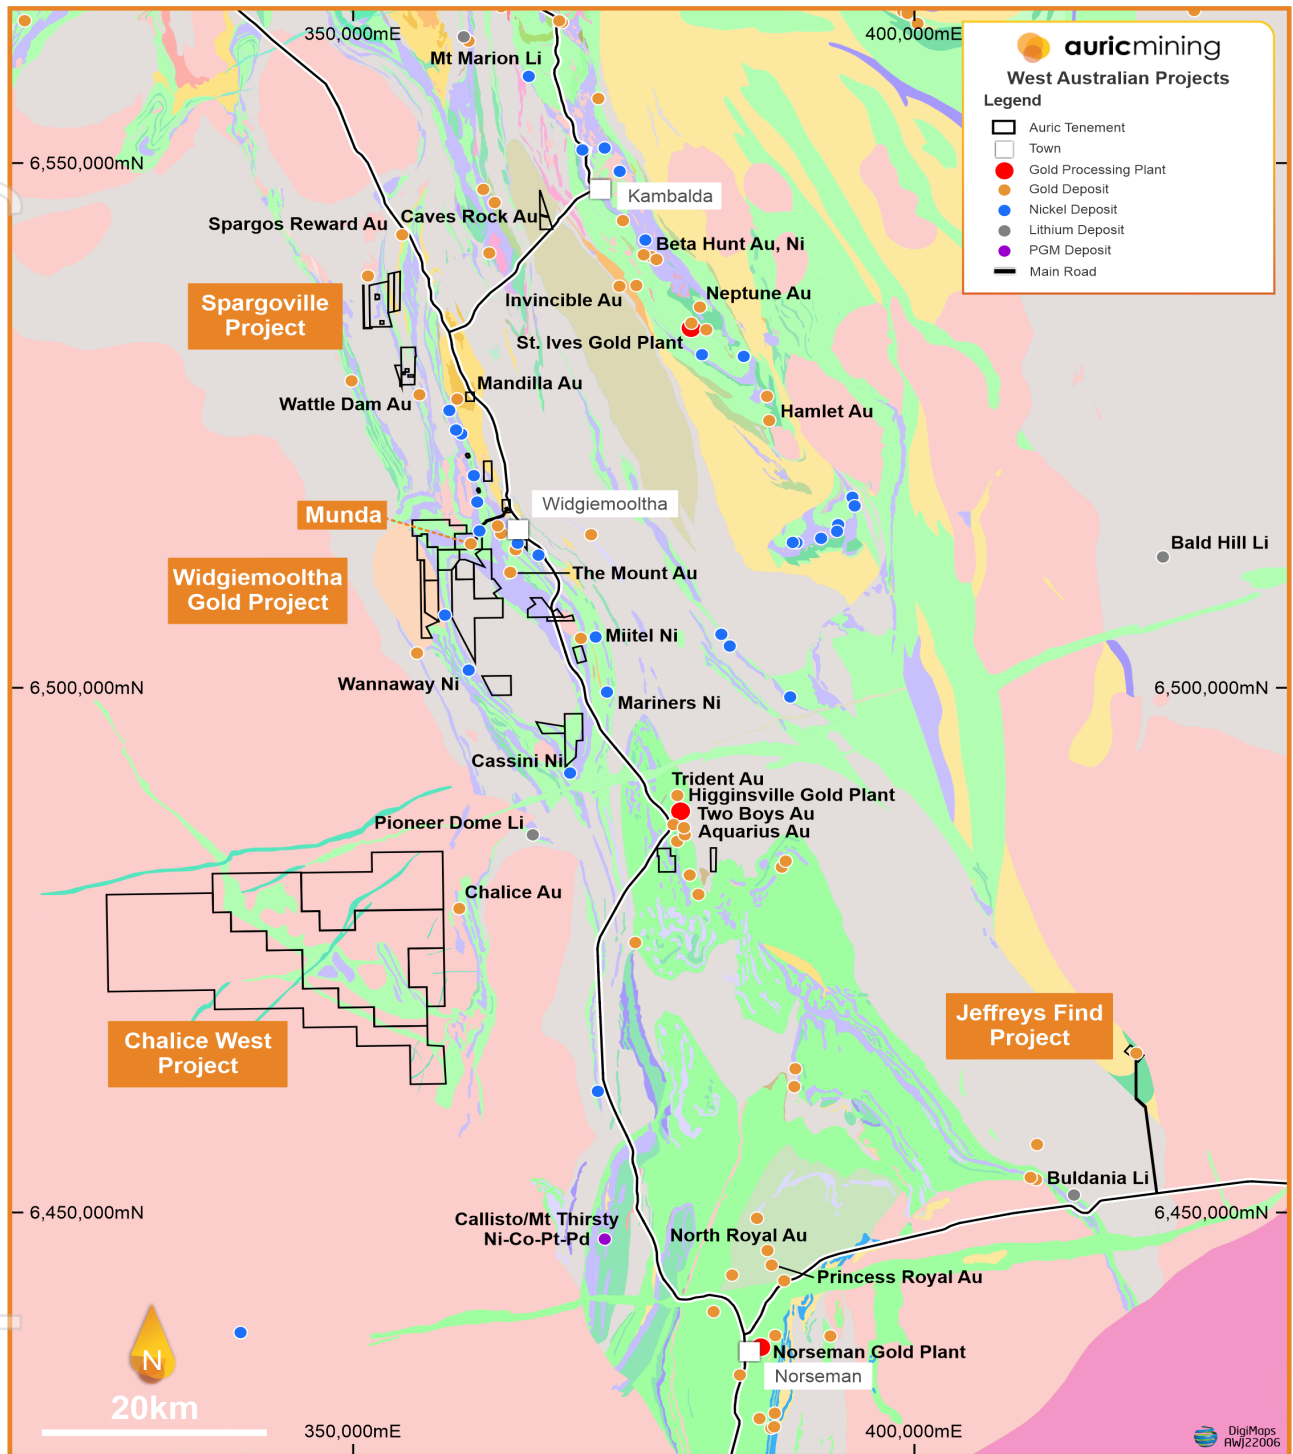 350,000mE
400,000mE
auricmining
West Australian Projects
Legend
Auric Tenement
Town
Gold Processing Plant
Gold Deposit
Nickel Deposit
Lithium Deposit
PGM Deposit
Main Road
Mt Marion Li
6,550,000mN
Kambalda
Caves Rock Au
Spargos Reward Au
Beta Hunt Au, Ni
Spargoville
Project
Invincible Au
Neptune Au
St. Ives Gold Plant
Mandilla Au
Wattle Dam Au
Hamlet Au
Widgiemooltha
Munda
Bald Hill Li
Widgiemooltha
Gold Project
The Mount Au
Miitel Ni
Wannaway Ni
6,500,000mN
6,500,000mN
Mariners Ni
Cassini Ni
Trident Au
Higginsville Gold Plant
Two Boys Au
Aquarius Au
Pioneer Dome Li
Chalice Au
Jeffreys Find
Project
Chalice West
Project
Buldania Li
6,450,000mN
6,450,000mN
Callisto/Mt Thirsty
Ni-Co-Pt-Pd
North Royal Au
Princess Royal Au
Norseman Gold Plant
Norseman
N
20km
350,000mE
400,000mE
DigiMaps
AWJ22006